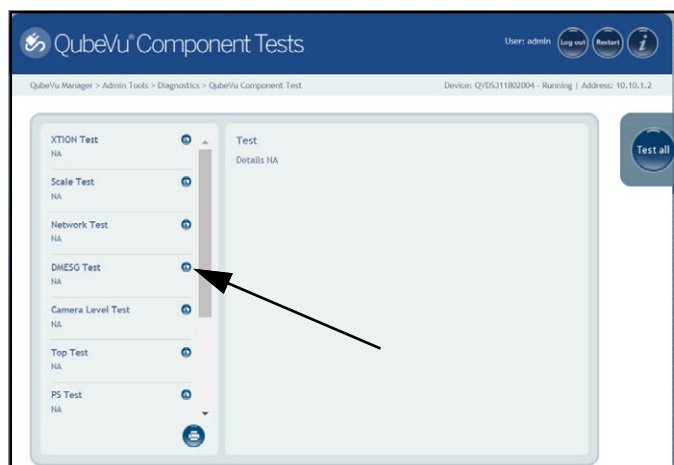 QubeVu® Component Tests
User: admin
Log out
Restart
i
QubeVu Manager > Admin Tools > Diagnostics > QubeVu Component Test
Device: QVDSJ11802004 - Running | Address: 10.10.1.2
XTION Test
NA
Scale Test
NA
Network Test
NA
DMESG Test
NA
Camera Level Test
NA
Top Test
NA
PS Test
NA
Test
Details NA
Test all